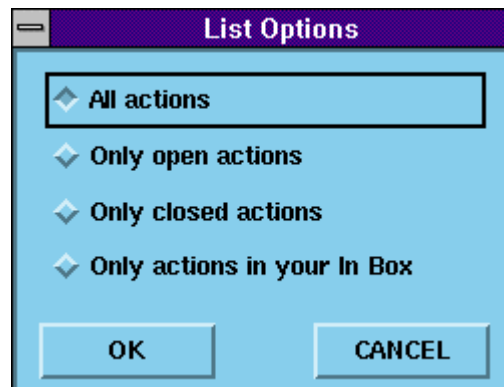 List Options
All actions
Only open actions
Only closed actions
Only actions in your In Box
OK
CANCEL